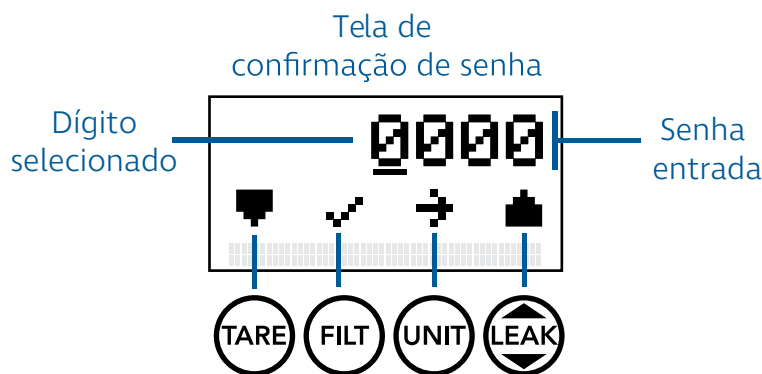 Tela de
confirmação de senha
Dígito
selecionado
0000
Senha
entrada
TARE
FILT
UNIT
LEAK